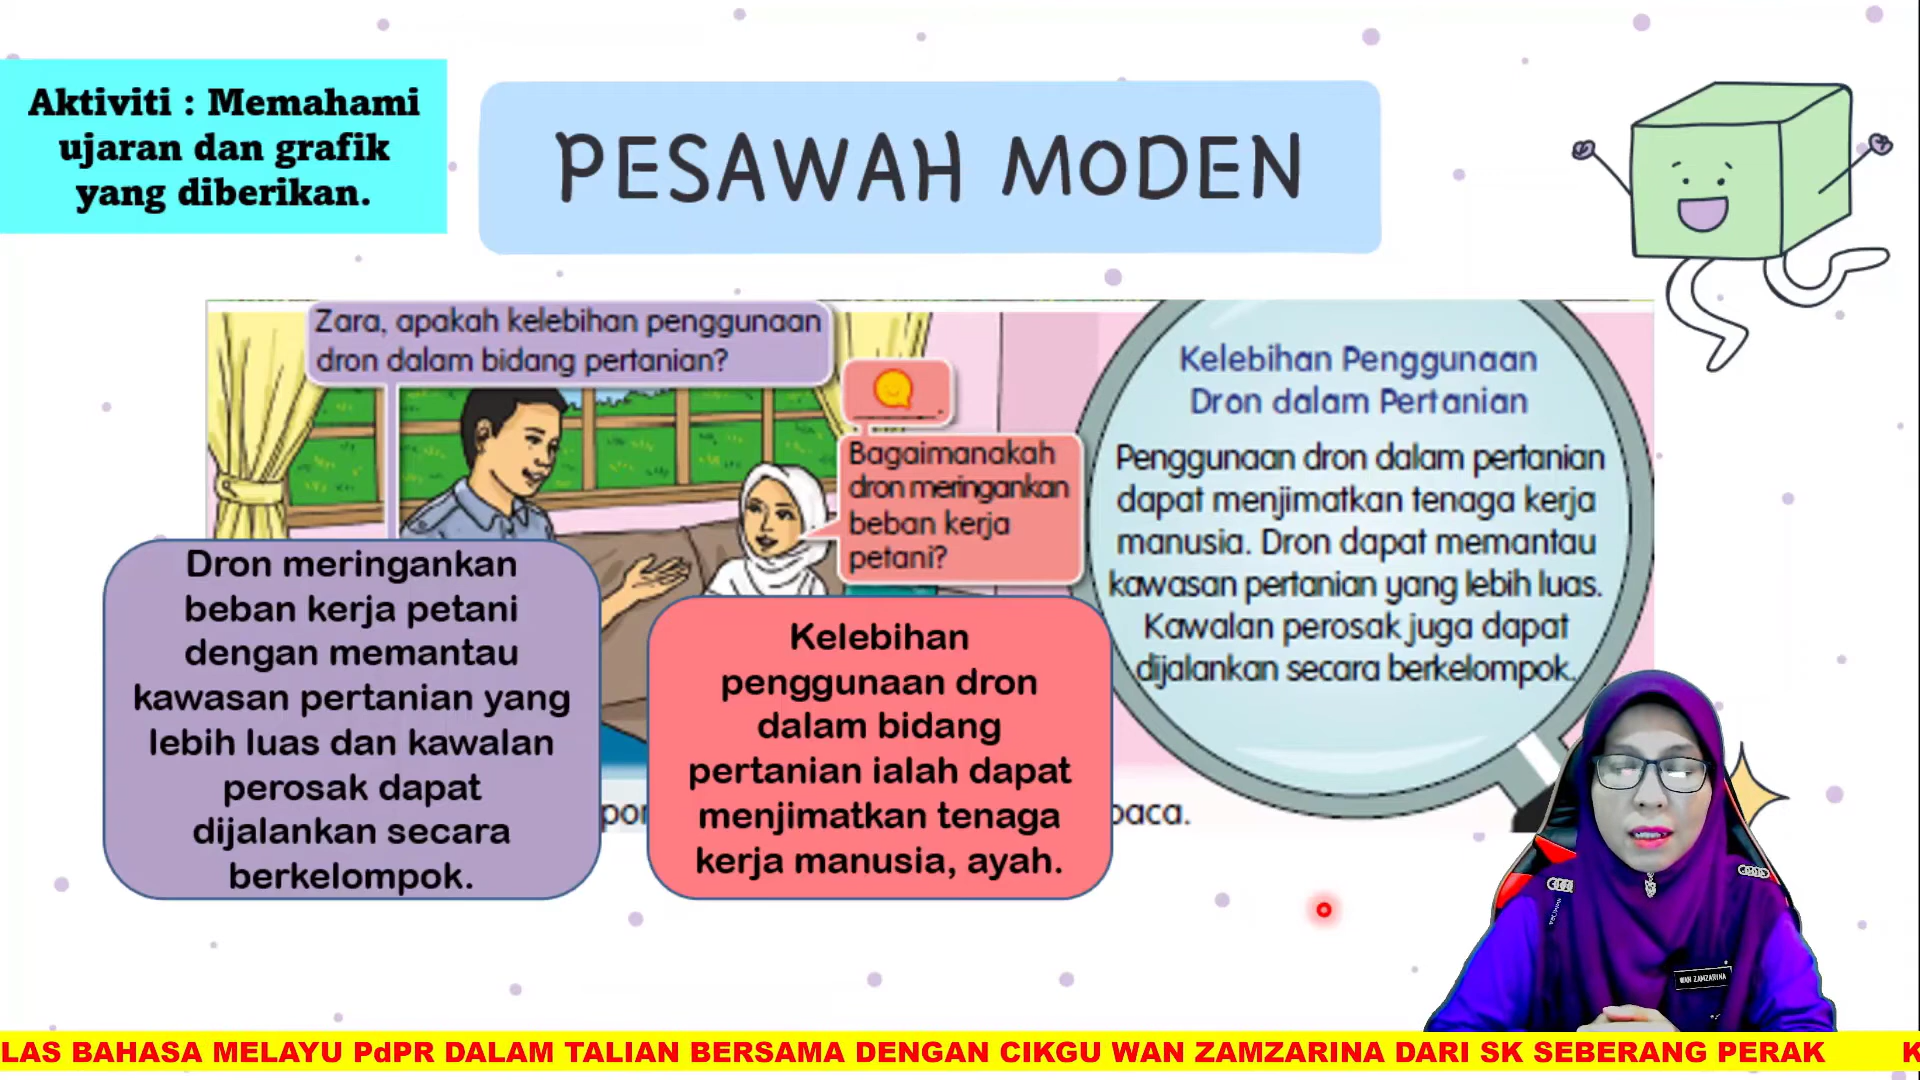 Aktiviti : Memahami
ujaran dan grafik
yang diberikan.
PESAWAH MODEN
Zara, apakah kelebihan penggunaan
dron dalam bidang pertanian?
Bagaimanakah
dron meringankan
beban kerja
petani?
Kelebihan Penggunaan
Dron dalam Pertanian
Penggunaan dron dalam pertanian
dapat menjimatkan tenaga kerja
manusia. Dron dapat memantau
kawasan pertanian yang lebih luas.
Kawalan perosak juga dapat
dijalankan secara berkelompok.
Dron meringankan
beban kerja petani
dengan memantau
kawasan pertanian yang
lebih luas dan kawalan
perosak dapat
dijalankan secara
berkelompok.
Kelebihan
penggunaan dron
dalam bidang
pertanian ialah dapat
menjimatkan tenaga
kerja manusia, ayah.
baca.
WAN ZAMZARINA
LAS BAHASA MELAYU PdPR DALAM TALIAN BERSAMA DENGAN CIKGU WAN ZAMZARINA DARI SK SEBERANG PERAK K